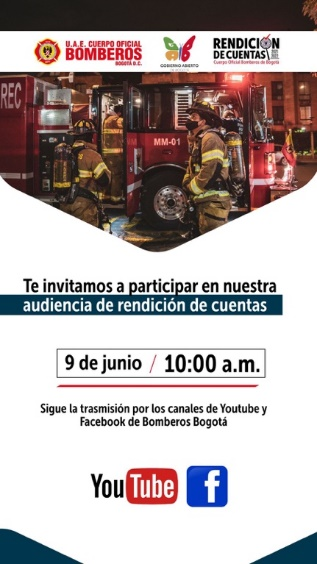 U.A.E. CUERPO OFICIAL
BOMBEROS
BOGOTÁ D.C.
GOBIERNO ABIERTO
RENDICIÓN
DE CUENTAS
Cuerpo Oficial Bomberos de Bogotá
REC
MM-01
Te invitamos a participar en nuestra
audiencia de rendición de cuentas
9 de junio / 10:00 a.m.
Sigue la trasmisión por los canales de Youtube y
Facebook de Bomberos Bogotá
YouTube f